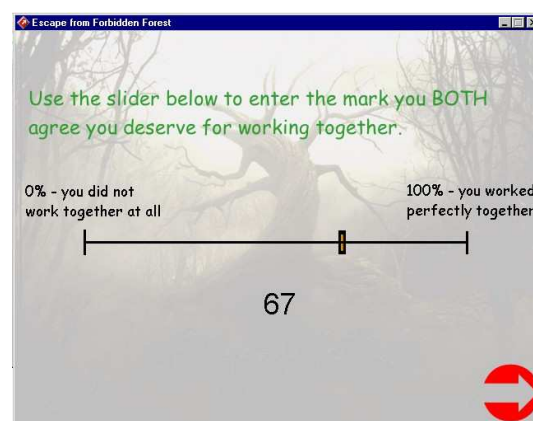 Escape from Forbidden Forest
Use the slider below to enter the mark you BOTH
agree you deserve for working together.
0% - you did not
work together at all
100% - you worked
perfectly together
67